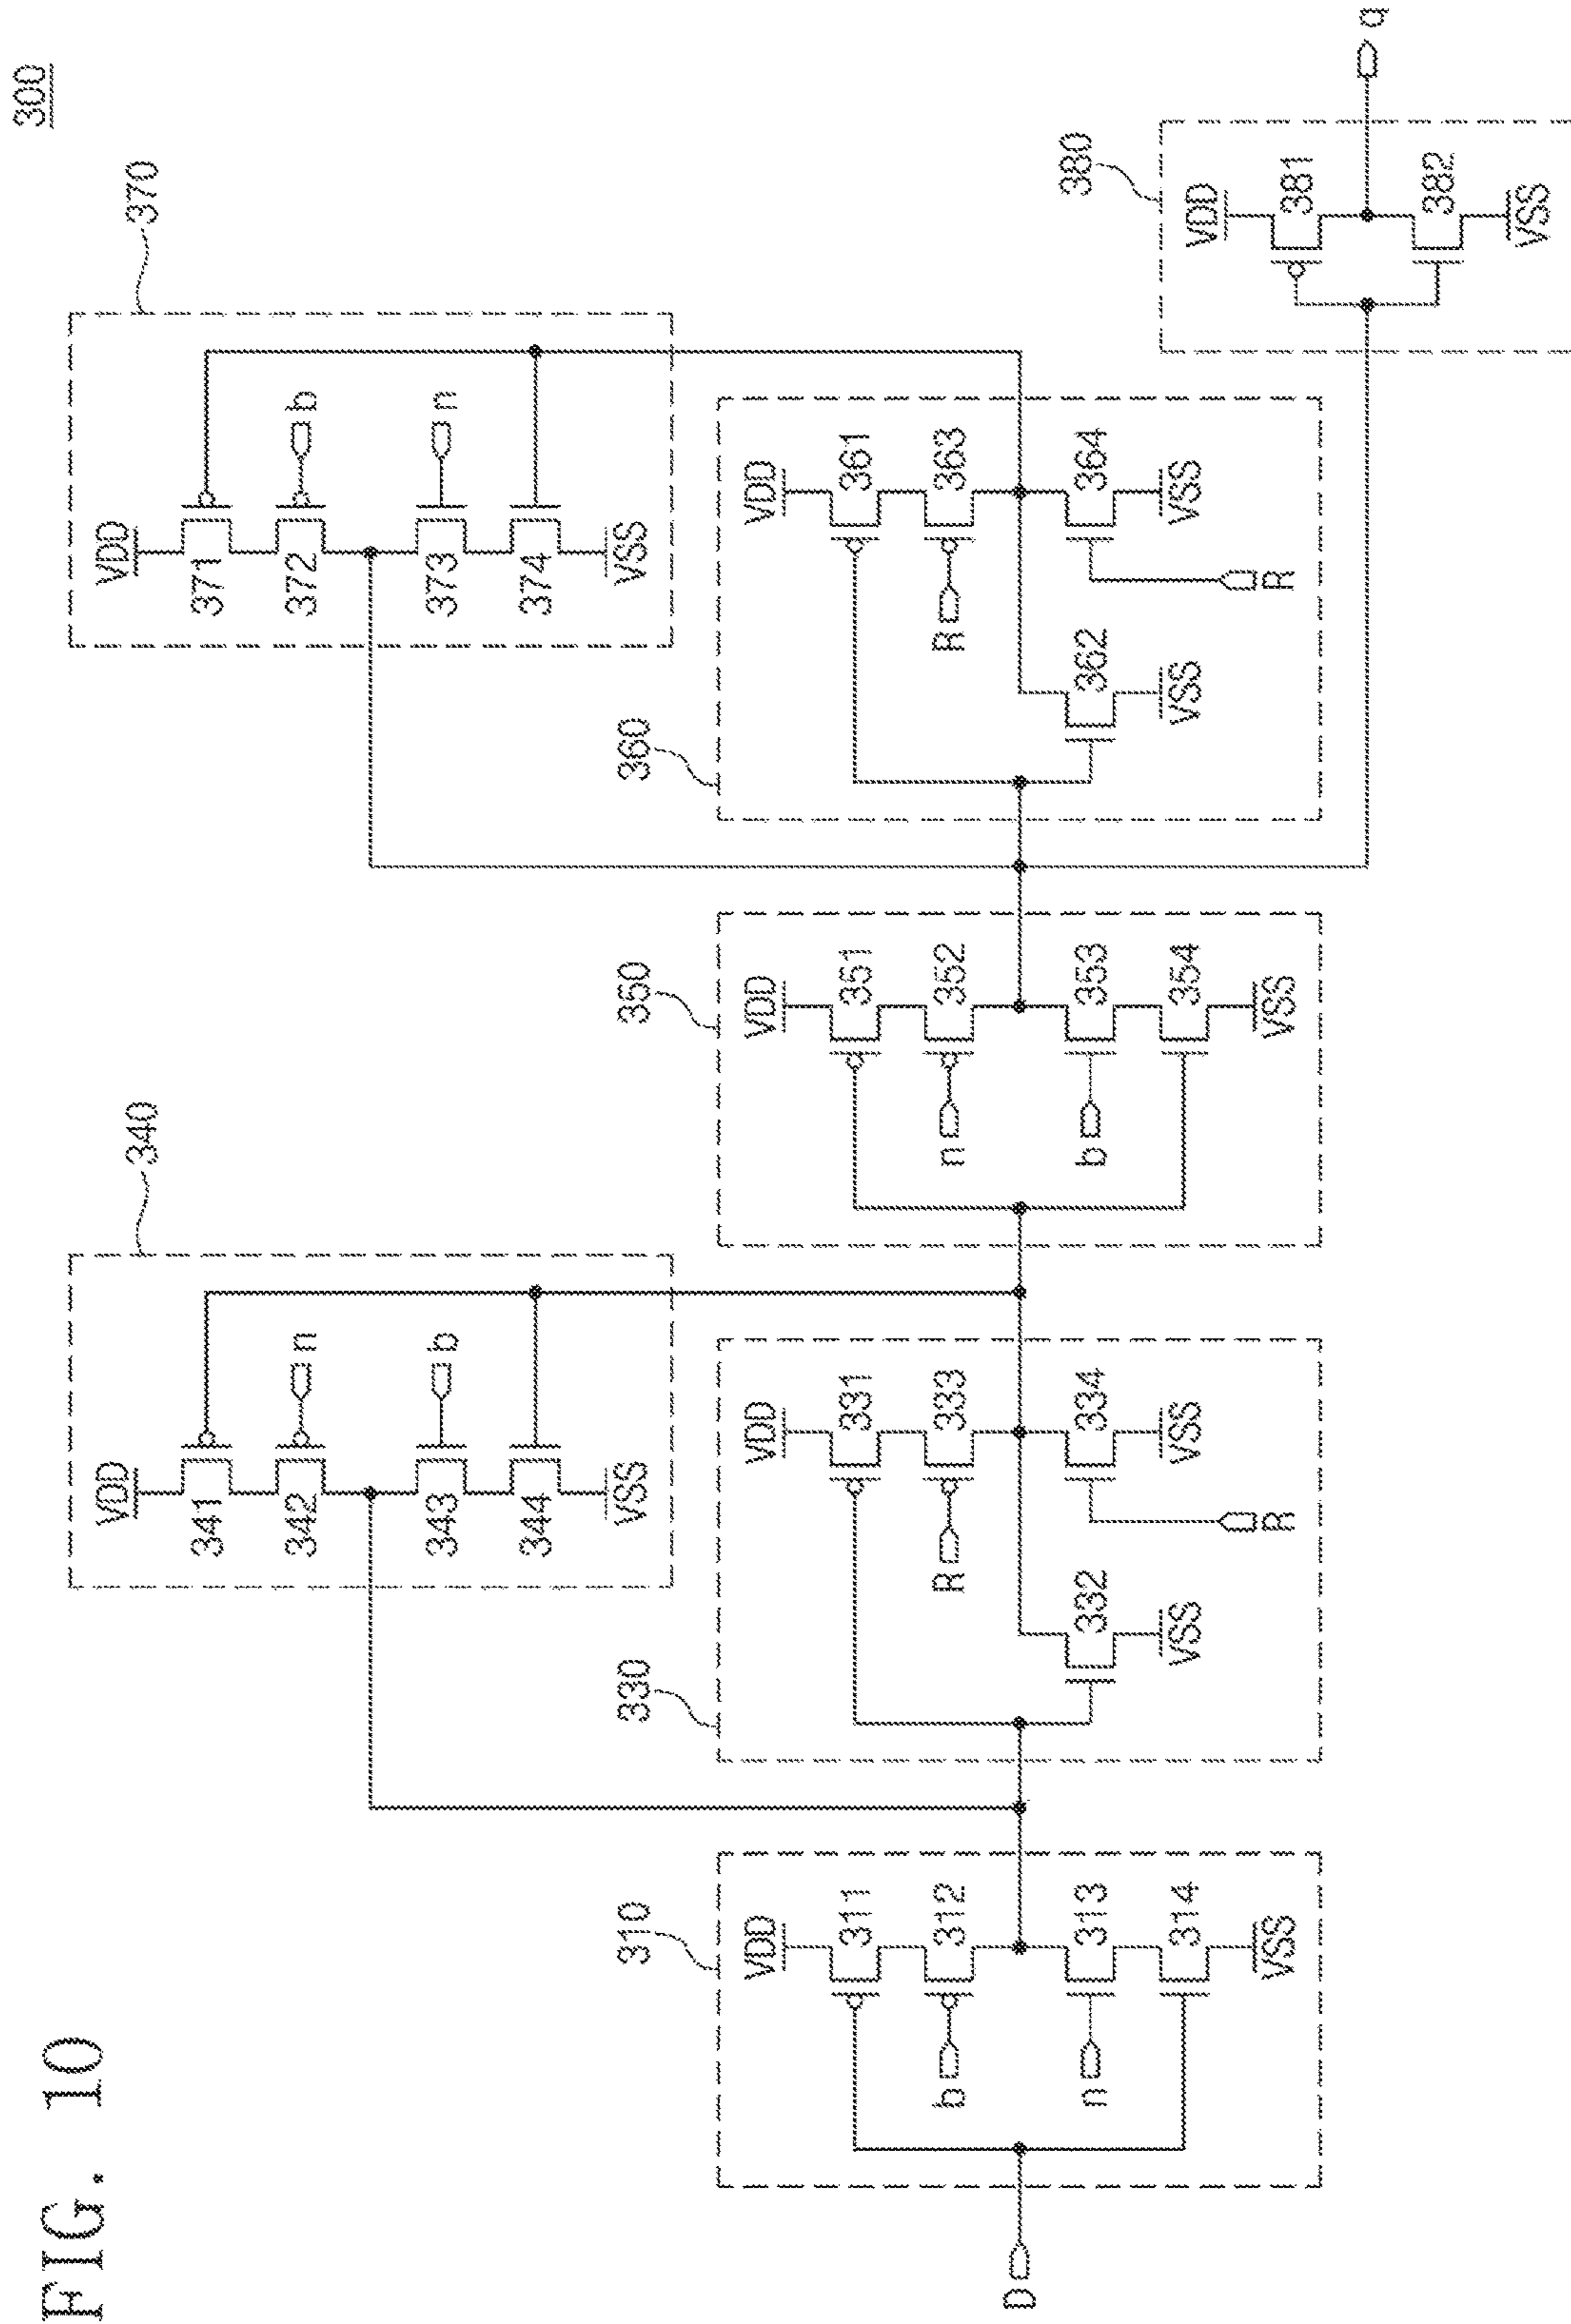 FIG. 10
300
340
VDD
341
342
n
343
b
344
VSS
370
VDD
371
372
b
373
n
374
VSS
310
VDD
311
b
312
n
313
314
VSS
D
330
VDD
331
R
333
332
334
VSS
VSS
R
350
VDD
351
n
352
b
353
354
VSS
360
VDD
361
R
363
362
364
VSS
VSS
R
380
VDD
381
382
VSS
q